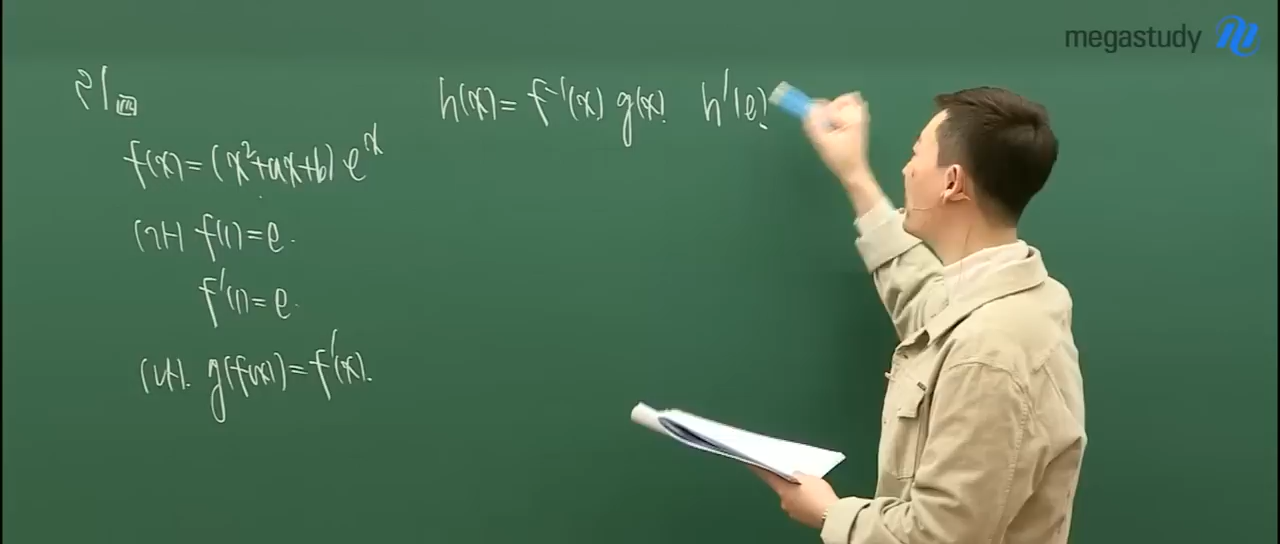 megastudy
21
f(x)=(x²+ax+b)eˣ
(가) f(1)=e.
f'(1)=e.
(나). g(f(x))=f'(x).
h(x)=f⁻¹(x) g(x). h'(e)